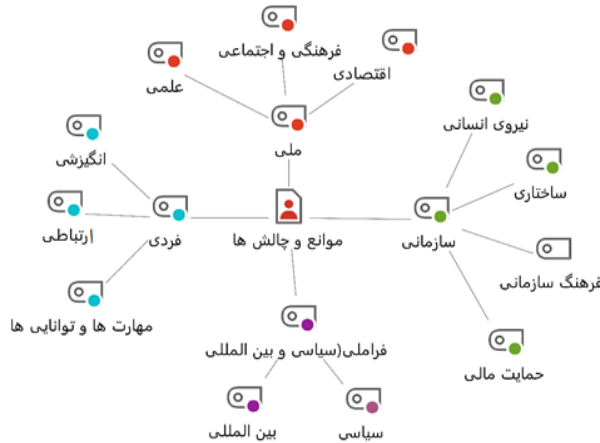 فرهنگی و اجتماعی
اقتصادی
علمی
نیروی انسانی
ملی
انگیزشی
ساختاری
ارتباطی
فردی
موانع و چالش ها
سازمانی
فرهنگ سازمانی
مهارت ها و توانایی ها
فراملی(سیاسی و بین المللی
حمایت مالی
بین المللی
سیاسی